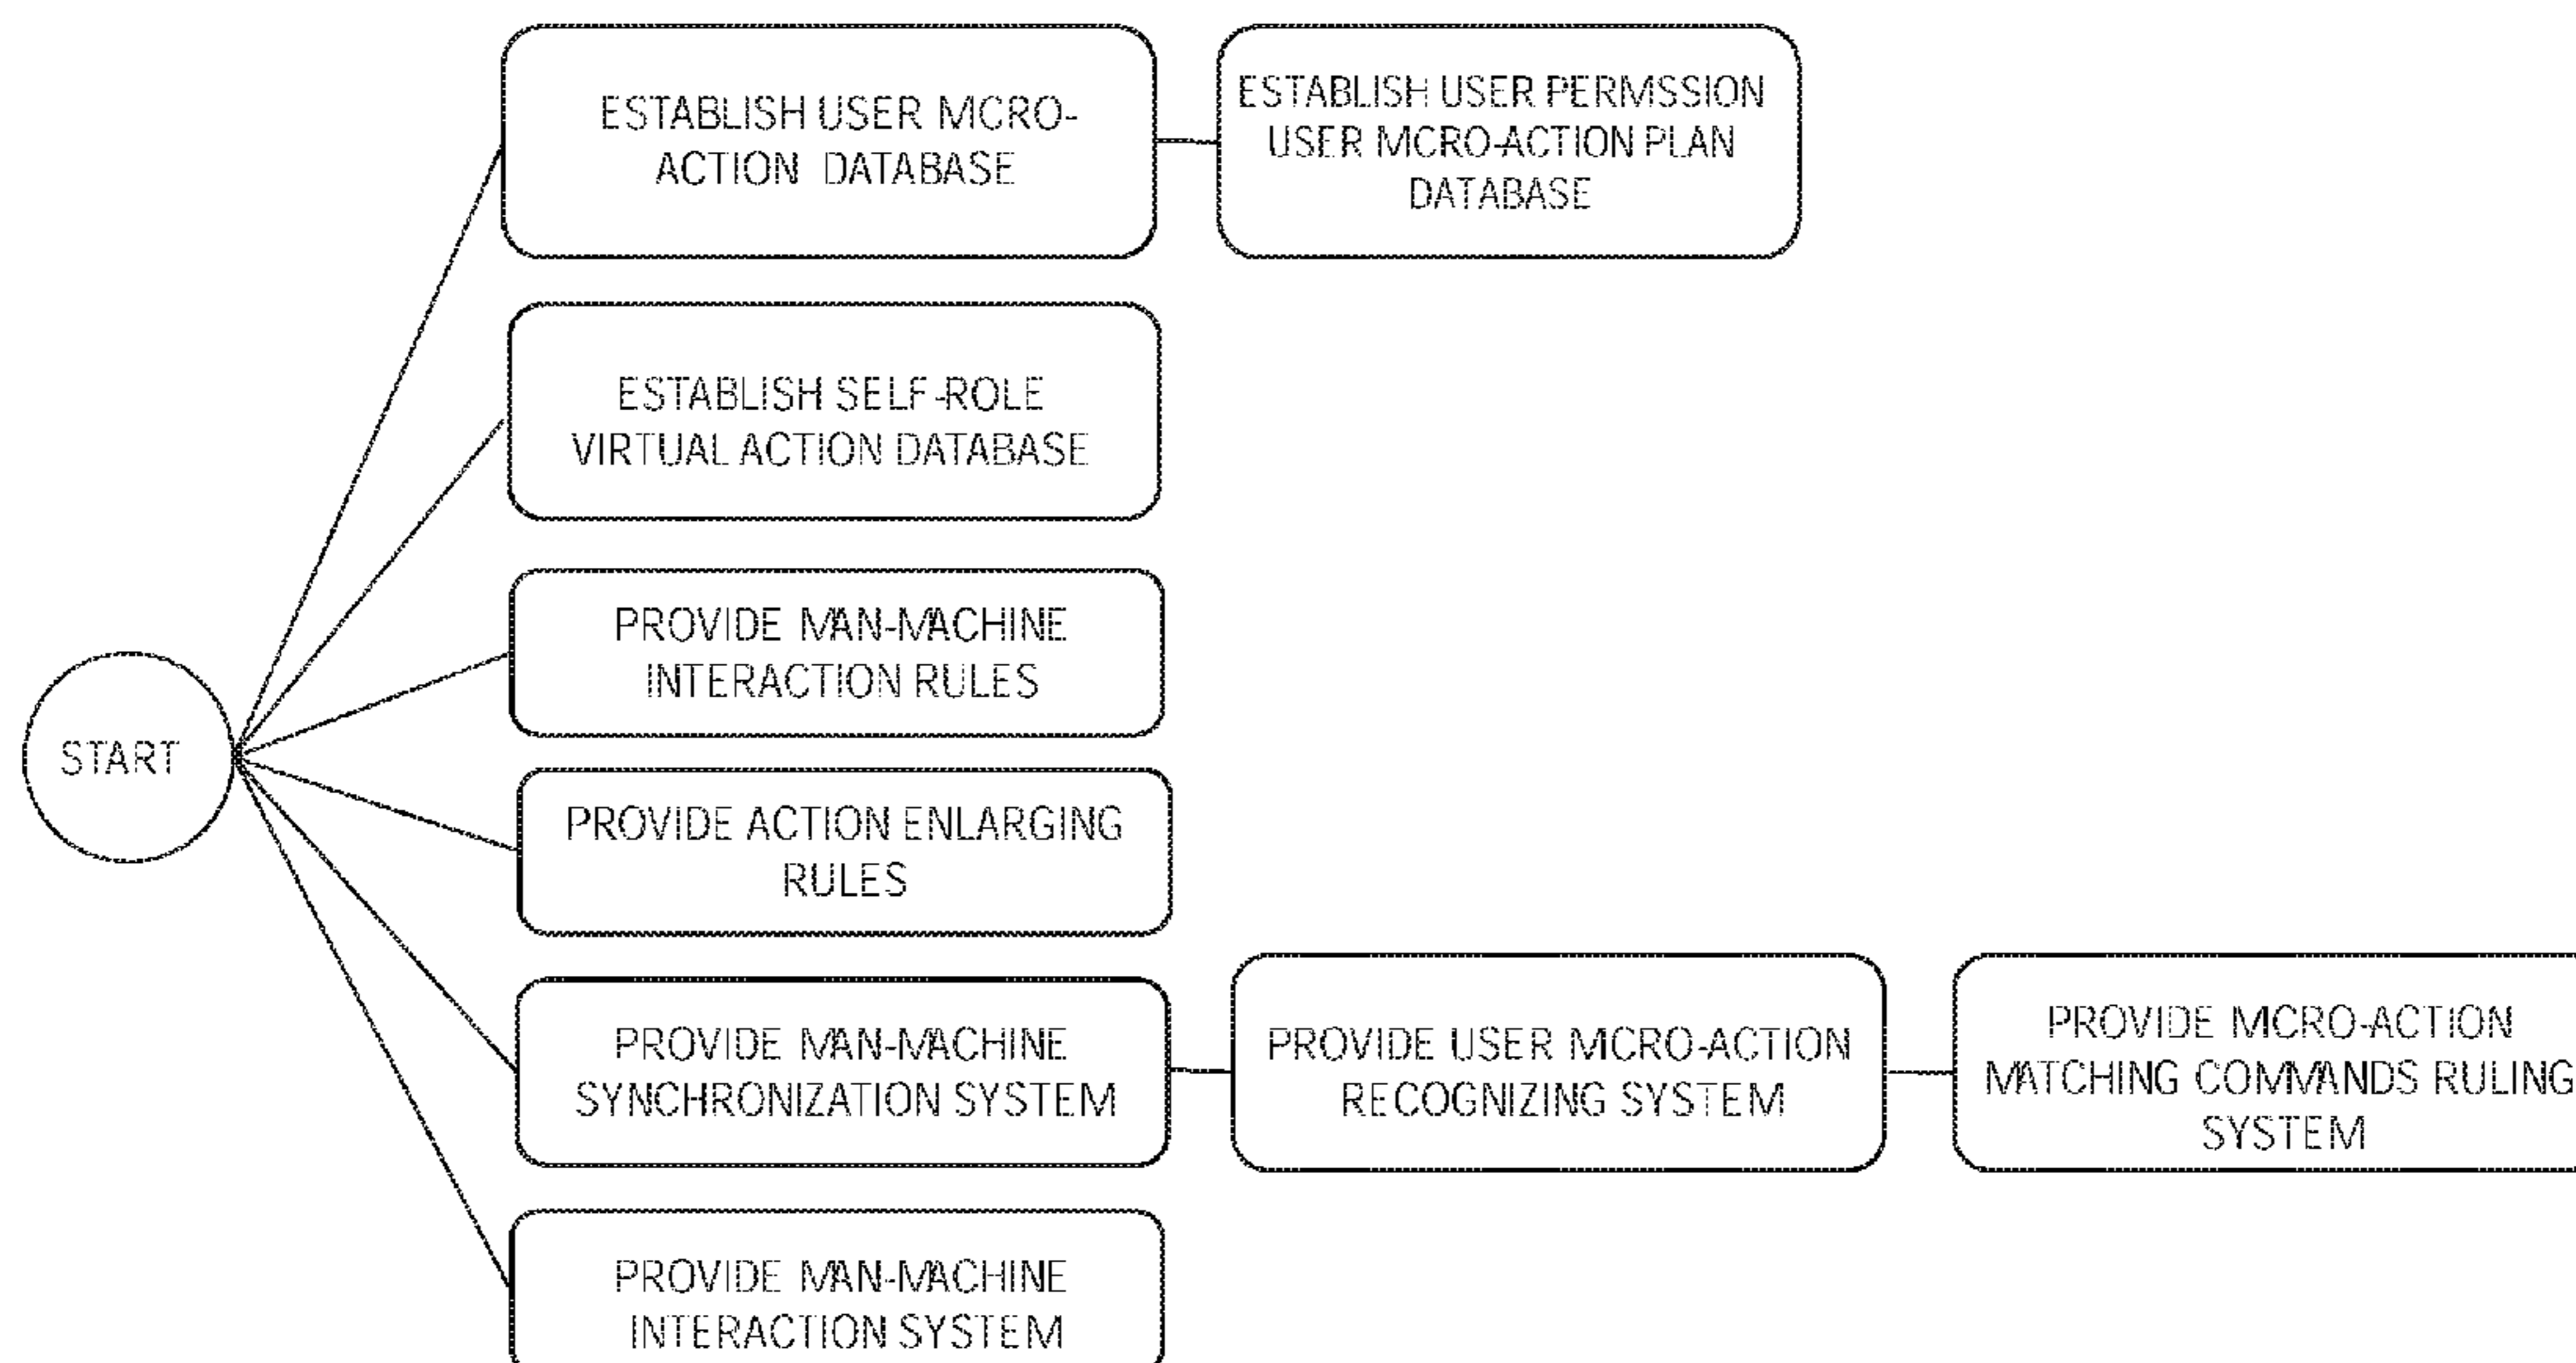 ESTABLISH USER MCRO-
ACTION DATABASE
ESTABLISH USER PERMSSION
USER MCRO-ACTION PLAN
DATABASE
ESTABLISH SELF-ROLE
VIRTUAL ACTION DATABASE
PROVIDE MAN-MACHINE
INTERACTION RULES
START
PROVIDE ACTION ENLARGING
RULES
PROVIDE MAN-MACHINE
SYNCHRONIZATION SYSTEM
PROVIDE USER MCRO-ACTION
RECOGNIZING SYSTEM
PROVIDE MCRO-ACTION
MATCHING COMMANDS RULING
SYSTEM
PROVIDE MAN-MACHINE
INTERACTION SYSTEM